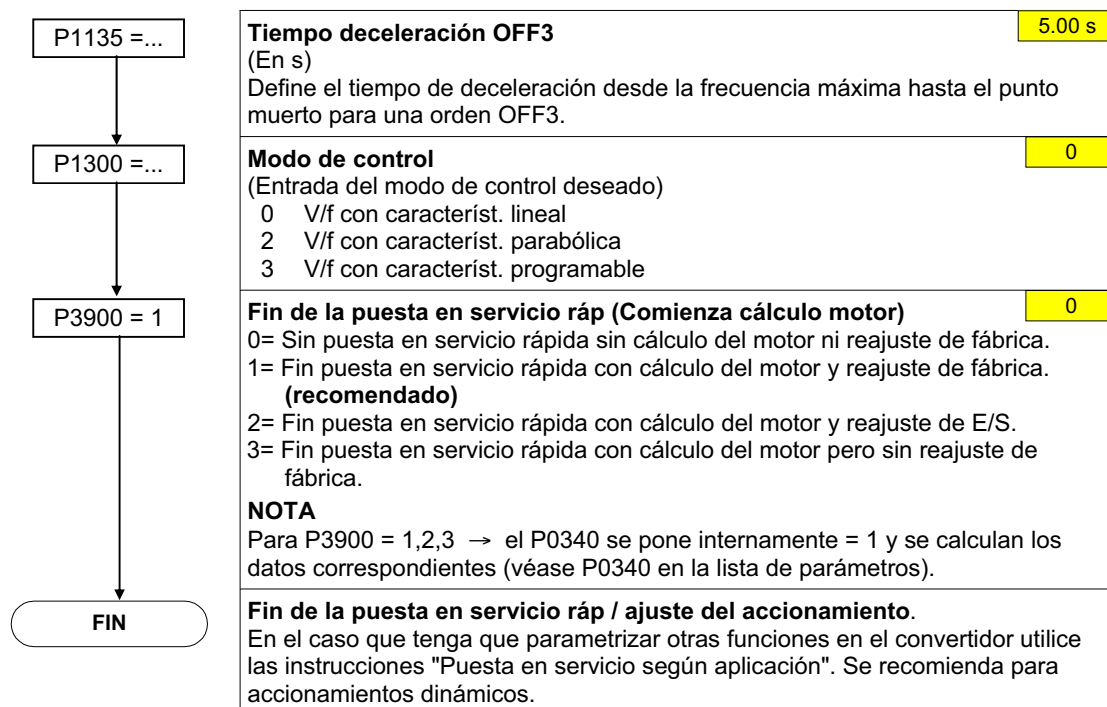 P1135 =...
Tiempo deceleración OFF3
5.00 s
(En s)
Define el tiempo de deceleración desde la frecuencia máxima hasta el punto
muerto para una orden OFF3.
P1300 =...
Modo de control
0
(Entrada del modo de control deseado)
0 V/f con característ. lineal
2 V/f con característ. parabólica
3 V/f con característ. programable
P3900 = 1
Fin de la puesta en servicio ráp (Comienza cálculo motor)
0
0= Sin puesta en servicio rápida sin cálculo del motor ni reajuste de fábrica.
1= Fin puesta en servicio rápida con cálculo del motor y reajuste de fábrica.
(recomendado)
2= Fin puesta en servicio rápida con cálculo del motor y reajuste de E/S.
3= Fin puesta en servicio rápida con cálculo del motor pero sin reajuste de
fábrica.
NOTA
Para P3900 = 1,2,3 → el P0340 se pone internamente = 1 y se calculan los
datos correspondientes (véase P0340 en la lista de parámetros).
FIN
Fin de la puesta en servicio ráp / ajuste del accionamiento.
En el caso que tenga que parametrizar otras funciones en el convertidor utilice
las instrucciones "Puesta en servicio según aplicación". Se recomienda para
accionamientos dinámicos.